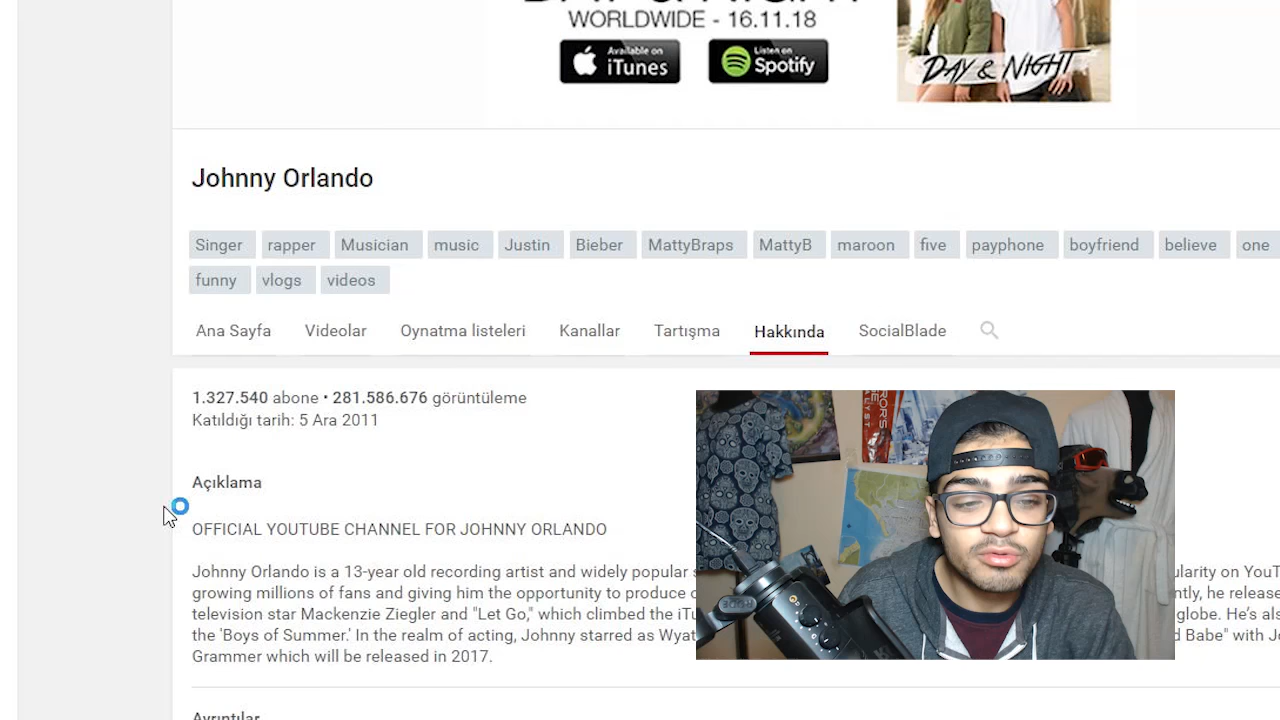 WORLDWIDE - 16.11.18
Available on
iTunes
Listen on
Spotify
DAY & NIGHT
Johnny Orlando
Singer rapper Musician music Justin Bieber MattyBraps MattyB maroon five payphone boyfriend believe one
funny vlogs videos
Ana Sayfa Videolar Oynatma listeleri Kanallar Tartışma Hakkında SocialBlade
1.327.540 abone • 281.586.676 görüntüleme
Katıldığı tarih: 5 Ara 2011
Açıklama
OFFICIAL YOUTUBE CHANNEL FOR JOHNNY ORLANDO
Johnny Orlando is a 13-year old recording artist and widely popular on YouT
growing millions of fans and giving him the opportunity to produce he release
television star Mackenzie Ziegler and "Let Go," which climbed the globe. He's als
the 'Boys of Summer.' In the realm of acting, Johnny starred as Babe" with
Grammer which will be released in 2017.
Ayrıntılar
RODE